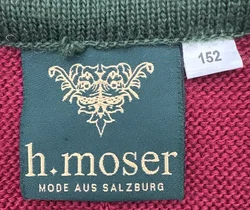 152
h.moser
MODE AUS SALZBURG